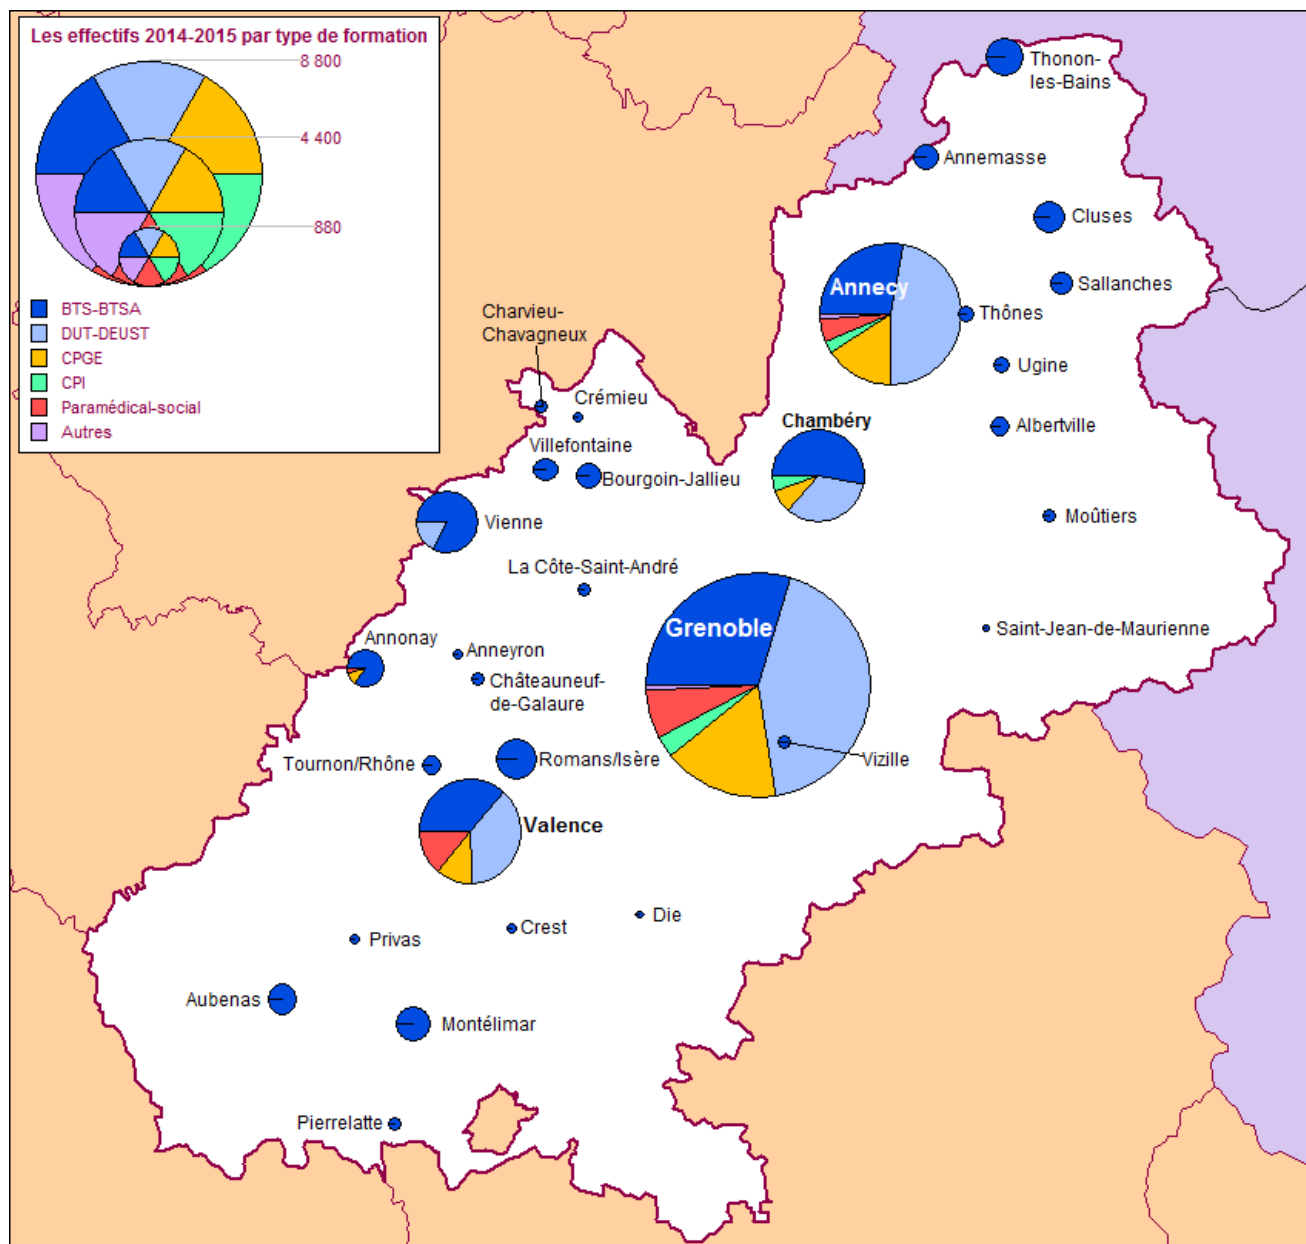 Les effectifs 2014-2015 par type de formation
8 800
4 400
880
BTS-BTSA
DUT-DEUST
CPGE
CPI
Paramédical-social
Autres
Thonon-
les-Bains
Annemasse
Cluses
Sallanches
Annecy
Thônes
Charvieu-
Chavagneux
Ugine
Crémieu
Chambéry
Albertville
Villefontaine
Bourgoin-Jallieu
Vienne
Moûtiers
La Côte-Saint-André
Grenoble
Saint-Jean-de-Maurienne
Annonay
Anneyron
Châteauneuf-
de-Galaure
Tournon/Rhône
Romans/Isère
Vizille
Valence
Die
Crest
Privas
Aubenas
Montélimar
Pierrelatte